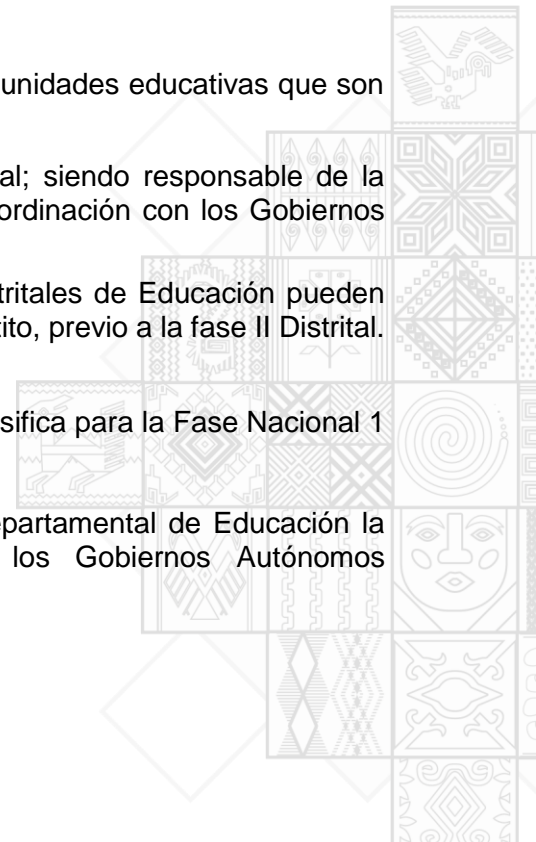 unidades educativas que son
al; siendo responsable de la
ordinación con los Gobiernos
tritales de Educación pueden
tito, previo a la fase II Distrital.
sifica para la Fase Nacional 1
epartamental de Educación la
los Gobiernos Autónomos